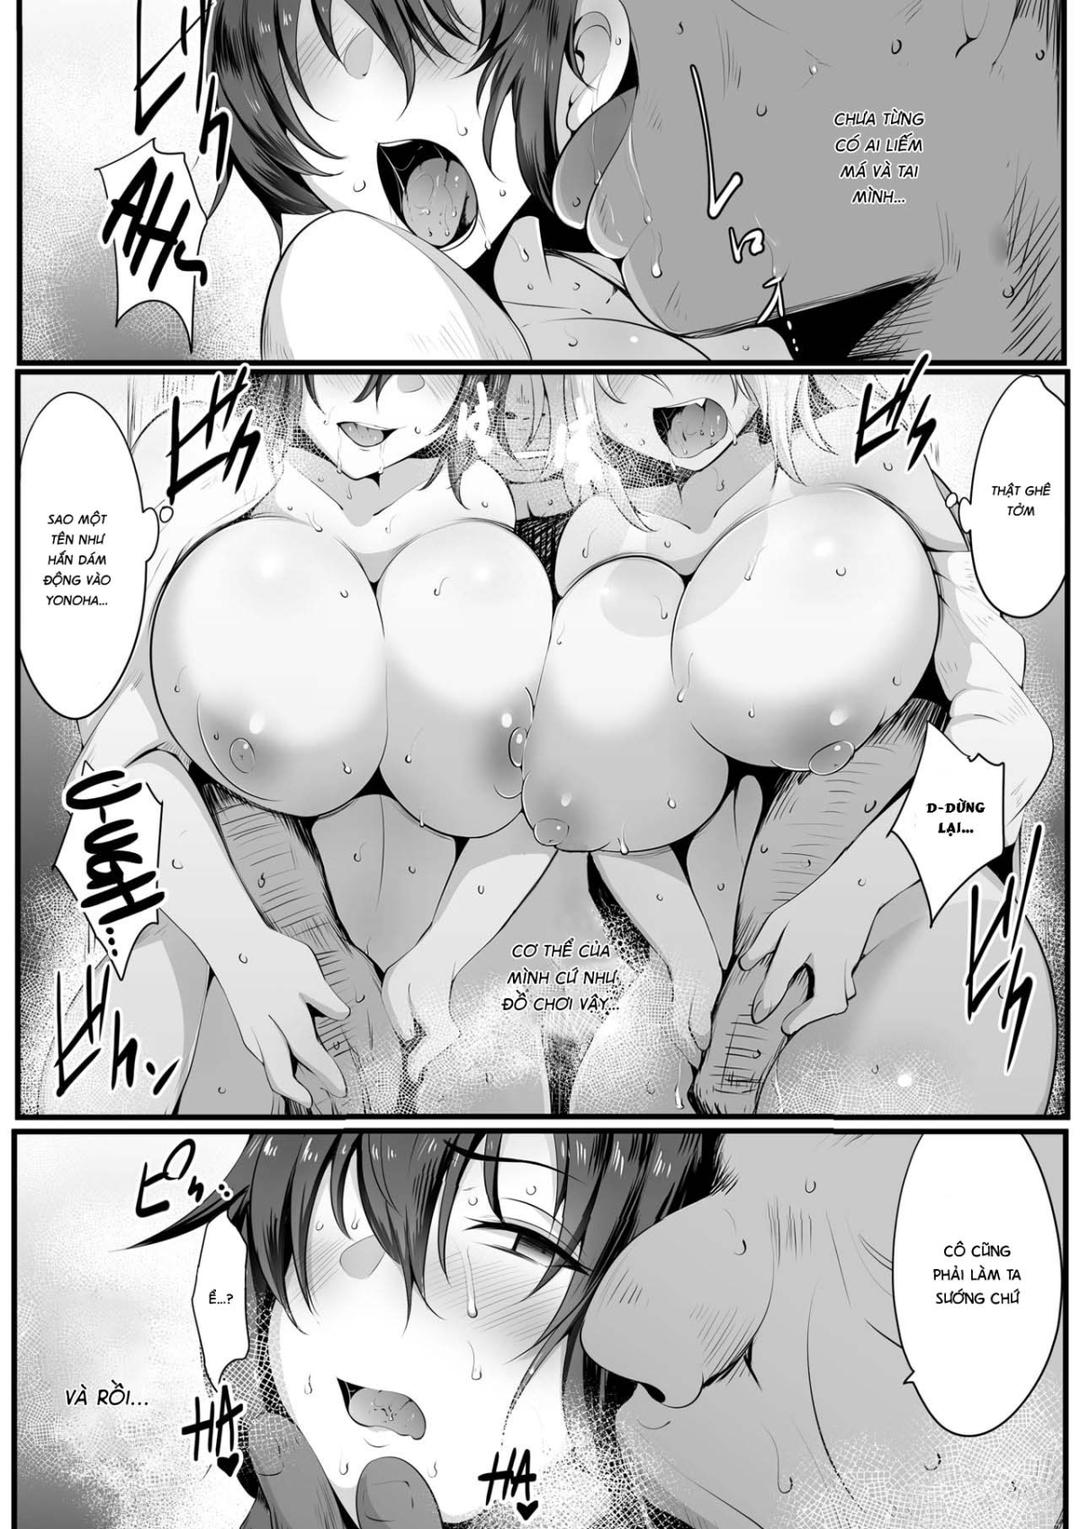 CHƯA TỪNG
CÓ AI LIẾM
MÁ VÀ TAI
MÌNH...
AHH~
THẬT GHÊ
TỞM
SAO MỘT
TÊN NHƯ
HẮN DÁM
ĐỘNG VÀO
YONOHA...
D-DỪNG
LẠI...
U-UGH...
CƠ THỂ CỦA
MÌNH CỨ NHƯ
ĐỒ CHƠI VẬY...
CÔ CŨNG
PHẢI LÀM TA
SƯỚNG CHỨ
Ể...?
VÀ RỒI...
HA
HA